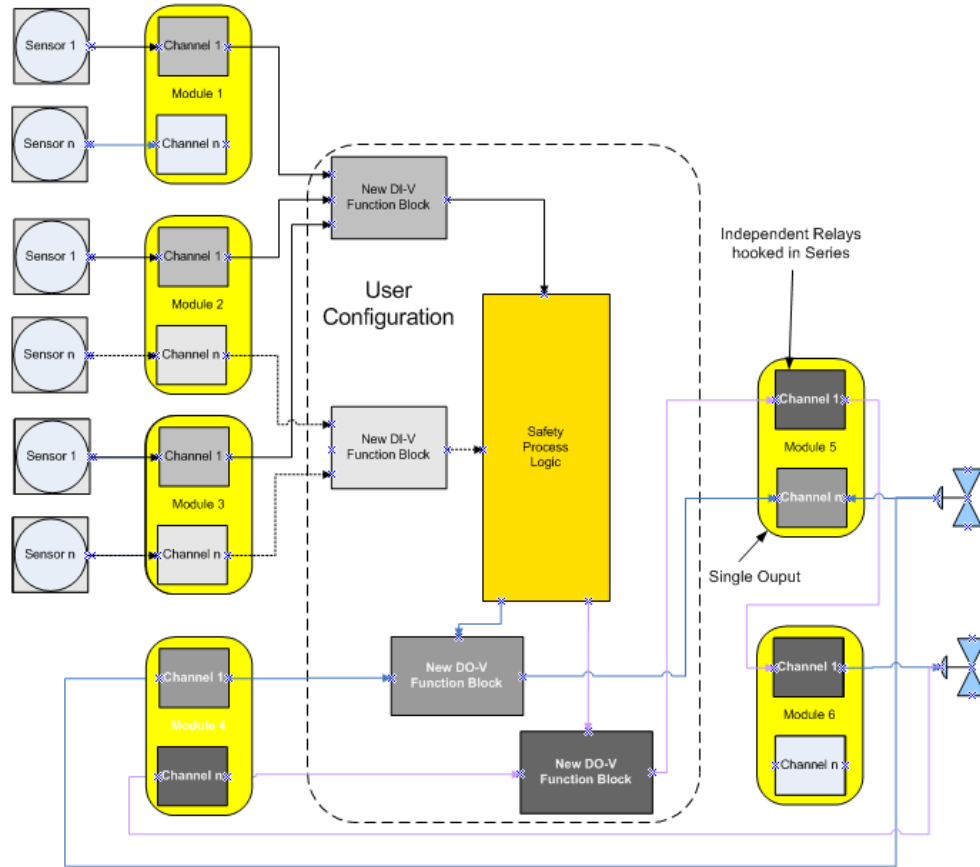 Sensor 1
Channel 1
Module 1
Sensor n
Channel n
New DI-V
Function Block
Sensor 1
Channel 1
Module 2
Sensor n
Channel n
User
Configuration
Independent Relays
hooked in Series
Sensor 1
Channel 1
Module 3
Sensor n
Channel n
New DI-V
Function Block
Safety
Process
Logic
Channel 1
Module 5
Channel n
Single Ouput
Channel 1
Module 4
Channel n
New DO-V
Function Block
New DO-V
Function Block
Channel 1
Module 6
Channel n